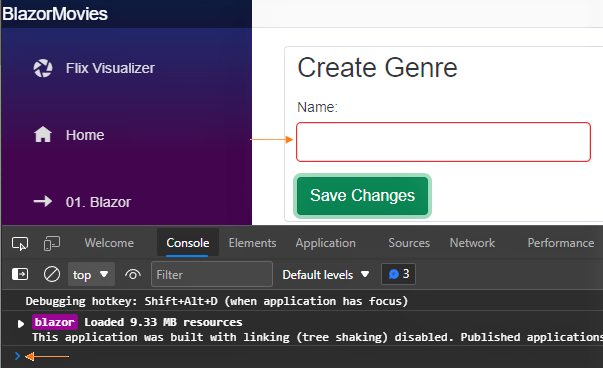 BlazorMovies
Flix Visualizer
Home
01. Blazor
Create Genre
Name:
Save Changes
Welcome Console Elements Application Sources Network Performance
top Filter Default levels 3
Debugging hotkey: Shift+Alt+D (when application has focus)
blazor Loaded 9.33 MB resources
This application was built with linking (tree shaking) disabled. Published applications